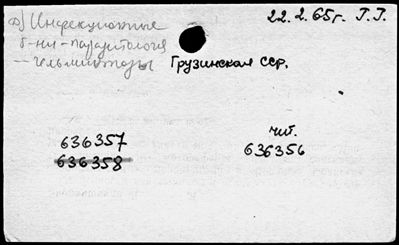 а) Инфекционные
б-ни - паразитология
-- гельминтозы Грузинская сср.
22.2.65г. Г.Г.
636357
636358
чит.
636356